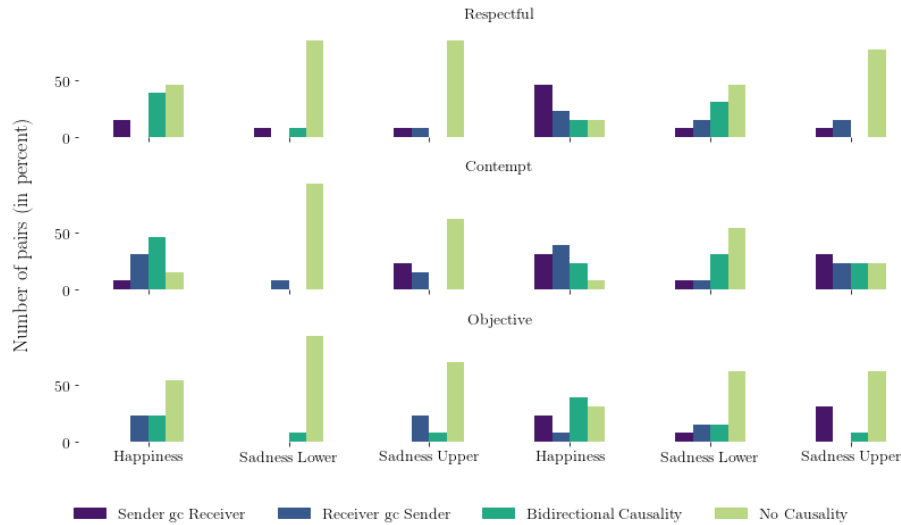 Respectful
50
0
Contempt
50
0
Objective
50
0
Number of pairs (in percent)
Happiness Sadness Lower Sadness Upper Happiness Sadness Lower Sadness Upper
Sender gc Receiver Receiver gc Sender Bidirectional Causality No Causality